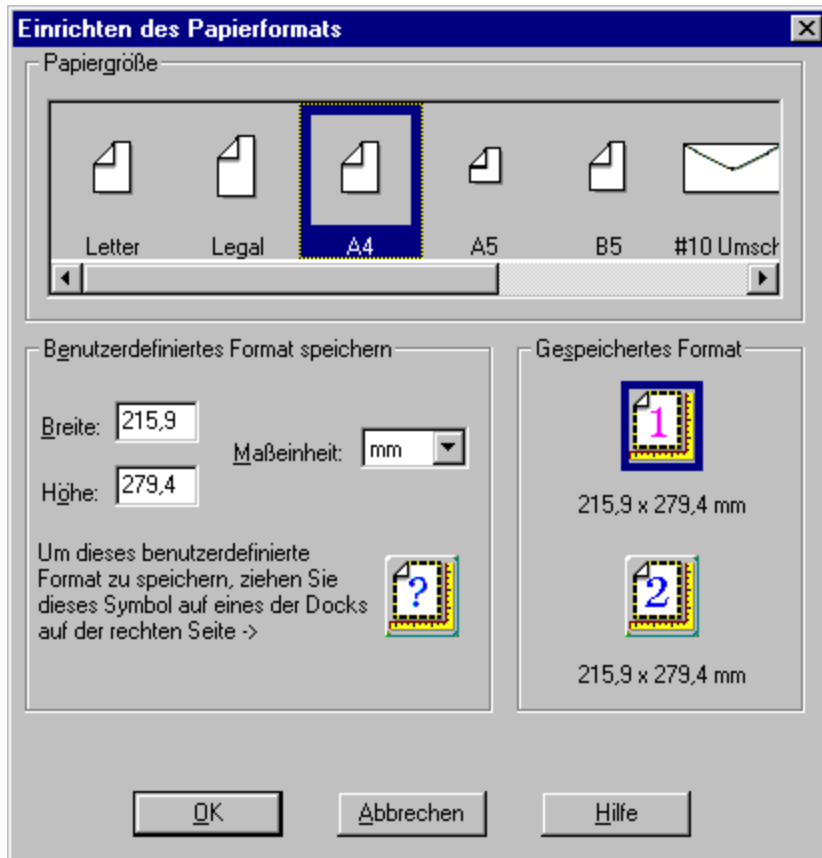 Einrichten des Papierformats
Papiergröße
Letter Legal A4 A5 B5 #10 Umsch
Benutzerdefiniertes Format speichern
Breite: 215,9
Maßeinheit: mm
Höhe: 279,4
Um dieses benutzerdefinierte
Format zu speichern, ziehen Sie
dieses Symbol auf eines der Docks
auf der rechten Seite ->
?
Gespeichertes Format
1
215,9 x 279,4 mm
2
215,9 x 279,4 mm
OK Abbrechen Hilfe